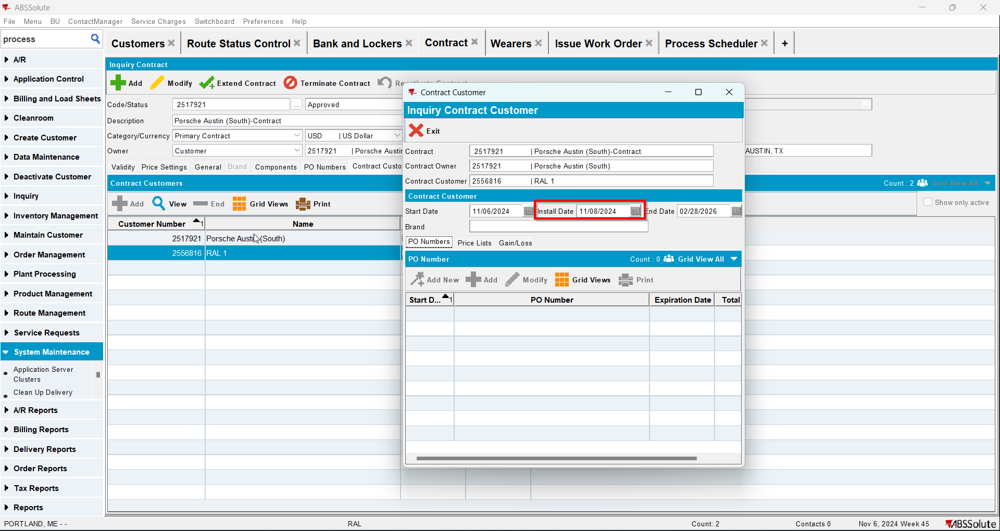 ABSSolute
File Menu BU ContactManager Service Charges Switchboard Preferences Help
process
Customers Route Status Control Bank and Lockers Contract Wearers Issue Work Order Process Scheduler +
A/R
Application Control
Billing and Load Sheets
Cleanroom
Create Customer
Data Maintenance
Deactivate Customer
Inquiry
Inventory Management
Maintain Customer
Order Management
Plant Processing
Product Management
Route Management
Service Requests
System Maintenance
Application Server
Clusters
Clean Up Delivery
A/R Reports
Billing Reports
Delivery Reports
Order Reports
Tax Reports
Reports
Inquiry Contract
Add Modify Extend Contract Terminate Contract
Code/Status 2517921 ... Approved ...
Description Porsche Austin (South)-Contract
Category/Currency Primary Contract USD | US Dollar
Owner Customer 2517921 | Porsche Austin AUSTIN, TX
Validity Price Settings General Brand Components PO Numbers Contract Custo
Contract Customers Count : 2 Grid View All
Add View End Grid Views Print Show only active
Customer Number 1 Name
2517921 Porsche Austin (South)
2556816 RAL 1
Contract Customer
Inquiry Contract Customer
Exit
Contract 2517921 | Porsche Austin (South)-Contract
Contract Owner 2517921 | Porsche Austin (South)
Contract Customer 2556816 | RAL 1
Contract Customer
Start Date 11/06/2024 15 Install Date 11/08/2024 15 End Date 02/28/2026 15
Brand
PO Numbers Price Lists Gain/Loss
PO Number Count : 0 Grid View All
Add New Add Modify Grid Views Print
Start D... 1 PO Number Expiration Date Total
PORTLAND, ME - - RAL Count: 2 Contacts 0 Nov 6, 2024 Week 45 ABSSolute